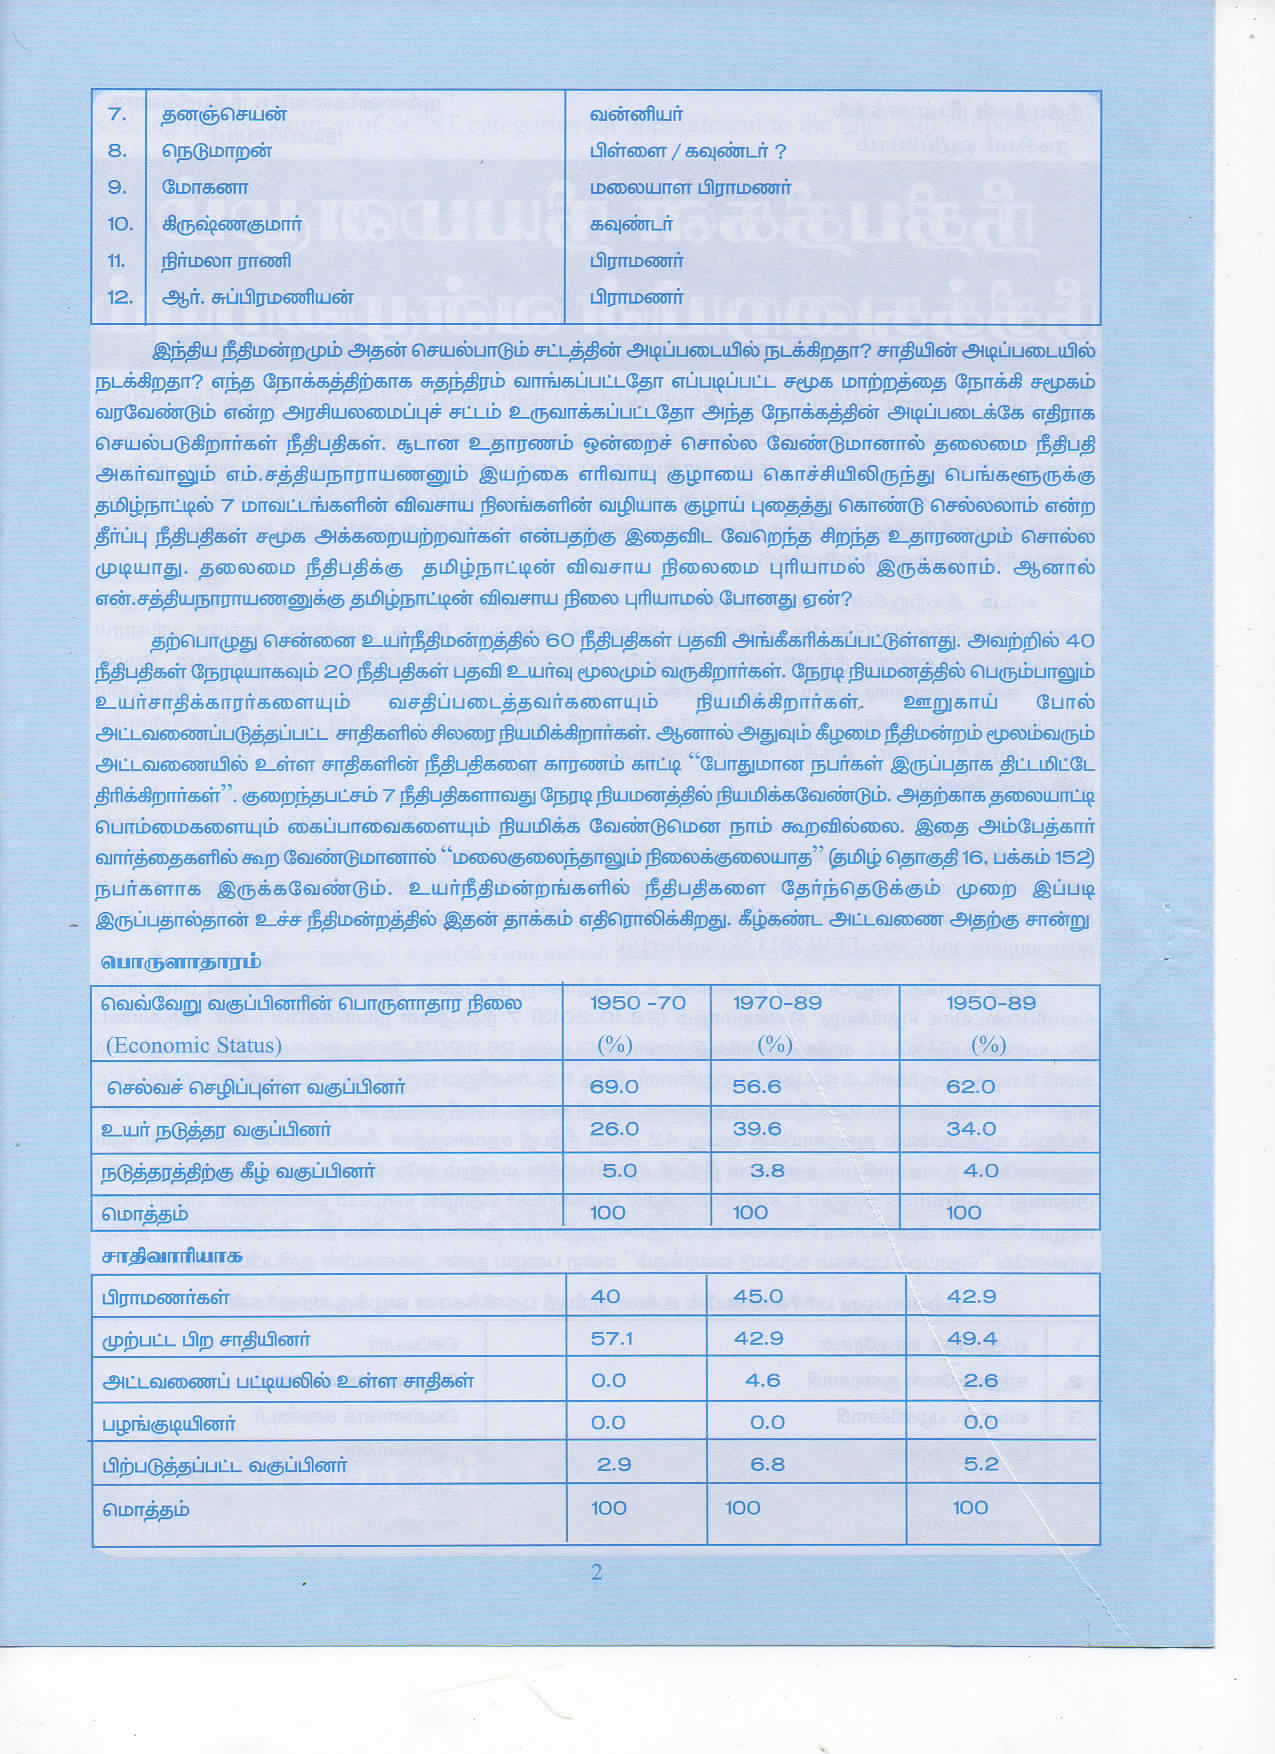 7. தனஞ்செயன் வன்னியர்
8. நெடுமாறன் பிள்ளை / கவுண்டர் ?
9. மோகனா மலையாள பிராமணர்
10. கிருஷ்ணகுமார் கவுண்டர்
11. நிர்மலா ராணி பிராமணர்
12. ஆர். சுப்பிரமணியன் பிராமணர்
இந்திய நீதிமன்றமும் அதன் செயல்பாடும் சட்டத்தின் அடிப்படையில் நடக்கிறதா? சாதியின் அடிப்படையில்
நடக்கிறதா? எந்த நோக்கத்திற்காக சுதந்திரம் வாங்கப்பட்டதோ எப்படிப்பட்ட சமூக மாற்றத்தை நோக்கி சமூகம்
வரவேண்டும் என்ற அரசியலமைப்புச் சட்டம் உருவாக்கப்பட்டதோ அந்த நோக்கத்தின் அடிப்படைக்கே எதிராக
செயல்படுகிறார்கள் நீதிபதிகள். சூடான உதாரணம் ஒன்றைச் சொல்ல வேண்டுமானால் தலைமை நீதிபதி
அகர்வாலும் எம்.சத்தியநாராயணனும் இயற்கை எரிவாயு குழாயை கொச்சியிலிருந்து பெங்களூருக்கு
தமிழ்நாட்டில் 7 மாவட்டங்களின் விவசாய நிலங்களின் வழியாக குழாய் புதைத்து கொண்டு செல்லலாம் என்ற
தீர்ப்பு நீதிபதிகள் சமூக அக்கறையற்றவர்கள் என்பதற்கு இதைவிட வேறெந்த சிறந்த உதாரணமும் சொல்ல
முடியாது. தலைமை நீதிபதிக்கு தமிழ்நாட்டின் விவசாய நிலைமை புரியாமல் இருக்கலாம். ஆனால்
என்.சத்தியநாராயணனுக்கு தமிழ்நாட்டின் விவசாய நிலை புரியாமல் போனது ஏன்?
தற்பொழுது சென்னை உயர்நீதிமன்றத்தில் 60 நீதிபதிகள் பதவி அங்கீகரிக்கப்பட்டுள்ளது. அவற்றில் 40
நீதிபதிகள் நேரடியாகவும் 20 நீதிபதிகள் பதவி உயர்வு மூலமும் வருகிறார்கள். நேரடி நியமனத்தில் பெரும்பாலும்
உயர்சாதிக்காரர்களையும் வசதிப்படைத்தவர்களையும் நியமிக்கிறார்கள். ஊறுகாய் போல்
அட்டவணைப்படுத்தப்பட்ட சாதிகளில் சிலரை நியமிக்கிறார்கள். ஆனால் அதுவும் கீழமை நீதிமன்றம் மூலம்வரும்
அட்டவணையில் உள்ள சாதிகளின் நீதிபதிகளை காரணம் காட்டி “போதுமான நபர்கள் இருப்பதாக திட்டமிட்டே
திரிக்கிறார்கள்”. குறைந்தபட்சம் 7 நீதிபதிகளாவது நேரடி நியமனத்தில் நியமிக்கவேண்டும். அதற்காக தலையாட்டி
பொம்மைகளையும் கைப்பாவைகளையும் நியமிக்க வேண்டுமென நாம் கூறவில்லை. இதை அம்பேத்கார்
வார்த்தைகளில் கூற வேண்டுமானால் “மலைகுலைந்தாலும் நிலைக்குலையாத” (தமிழ் தொகுதி 16, பக்கம் 152)
நபர்களாக இருக்கவேண்டும். உயர்நீதிமன்றங்களில் நீதிபதிகளை தேர்ந்தெடுக்கும் முறை இப்படி
இருப்பதால்தான் உச்ச நீதிமன்றத்தில் இதன் தாக்கம் எதிரொலிக்கிறது. கீழ்கண்ட அட்டவணை அதற்கு சான்று
பொருளாதாரம்
வெவ்வேறு வகுப்பினரின் பொருளாதார நிலை 1950 -70 1970-89 1950-89
(Economic Status) (%) (%) (%)
செல்வச் செழிப்புள்ள வகுப்பினர் 69.0 56.6 62.0
உயர் நடுத்தர வகுப்பினர் 26.0 39.6 34.0
நடுத்தரத்திற்கு கீழ் வகுப்பினர் 5.0 3.8 4.0
மொத்தம் 100 100 100
சாதிவாரியாக
பிராமணர்கள் 40 45.0 42.9
முற்பட்ட பிற சாதியினர் 57.1 42.9 49.4
அட்டவணைப் பட்டியலில் உள்ள சாதிகள் 0.0 4.6 2.6
பழங்குடியினர் 0.0 0.0 0.0
பிற்படுத்தப்பட்ட வகுப்பினர் 2.9 6.8 5.2
மொத்தம் 100 100 100
2